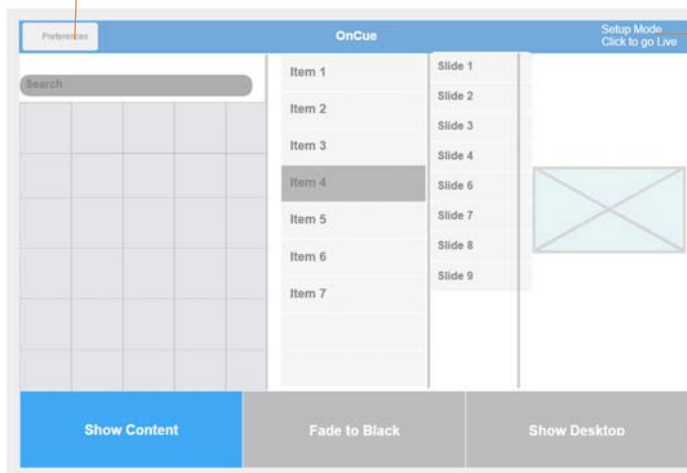 Preferences
OnCue
Setup Mode
Click to go Live
Search
Item 1
Item 2
Item 3
Item 4
Item 5
Item 6
Item 7
Slide 1
Slide 2
Slide 3
Slide 4
Slide 6
Slide 7
Slide 8
Slide 9
Show Content
Fade to Black
Show Desktop